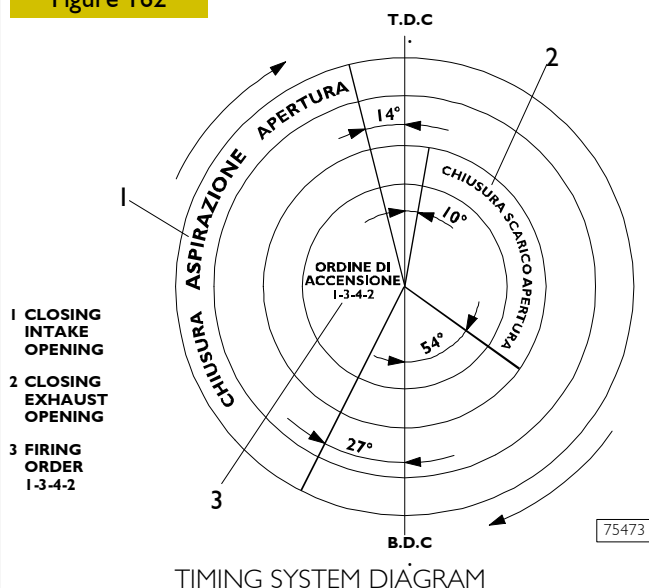 Figure 182
T.D.C
2
14°
CHIUSURA ASPIRAZIONE APERTURA
CHIUSURA SCARICO APERTURA
1
10°
ORDINE DI
ACCENSIONE
1-3-4-2
1 CLOSING
INTAKE
OPENING
54°
2 CLOSING
EXHAUST
OPENING
3 FIRING
ORDER
1-3-4-2
27°
3
75473
B.D.C
TIMING SYSTEM DIAGRAM